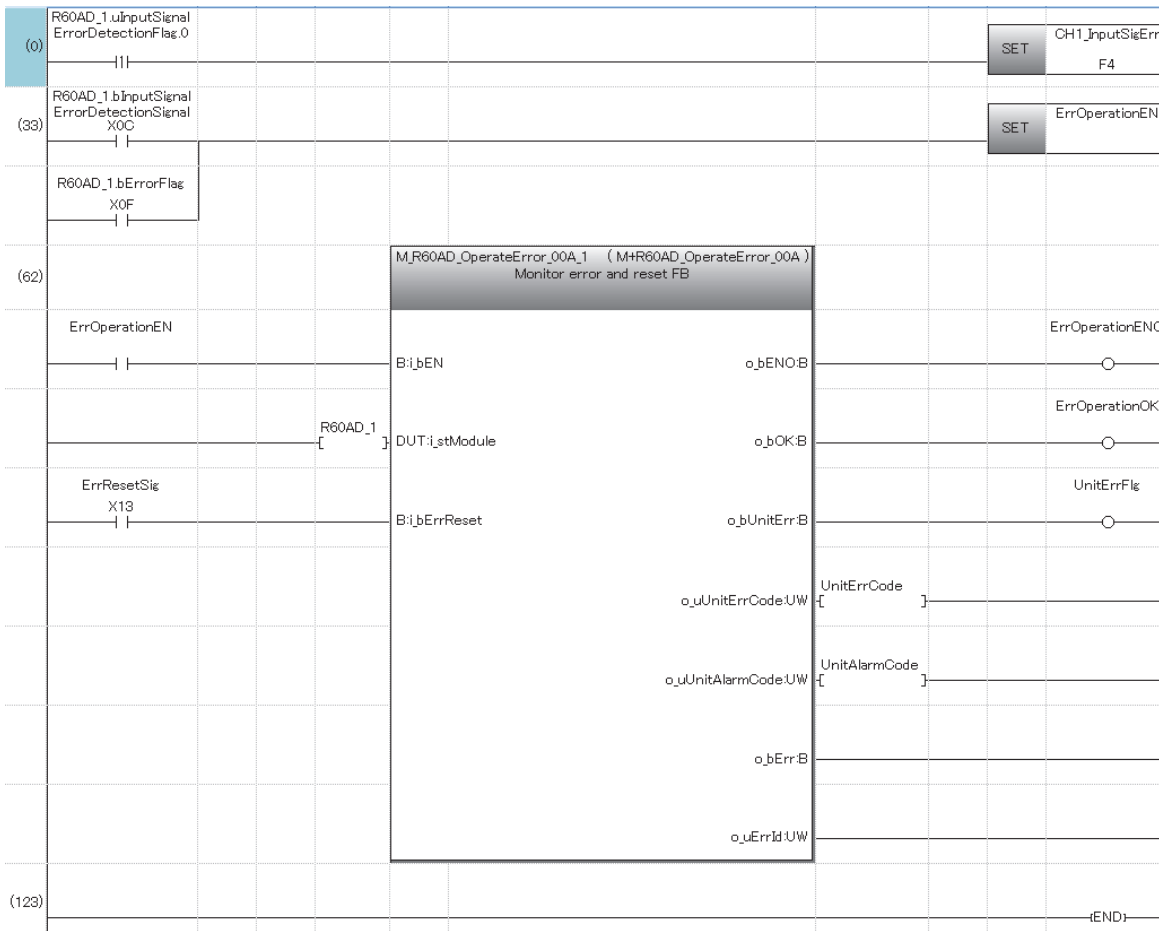 R60AD_1.uInputSignal
ErrorDetectionFlag.0
(0)
SET
CH1_InputSigErr
F4
R60AD_1.bInputSignal
ErrorDetectionSignal
X0C
(33)
SET
ErrOperationEN
R60AD_1.bErrorFlag
X0F
(62)
M_R60AD_OperateError_00A_1 (M+R60AD_OperateError_00A)
Monitor error and reset FB
ErrOperationEN
B:i_bEN
o_bENO:B
ErrOperationENO
R60AD_1
DUT:i_stModule
o_bOK:B
ErrOperationOK
ErrResetSig
X13
B:i_bErrReset
o_bUnitErr:B
UnitErrFlg
o_uUnitErrCode:UW
UnitErrCode
o_uUnitAlarmCode:UW
UnitAlarmCode
o_bErr:B
o_uErrId:UW
(123)
END